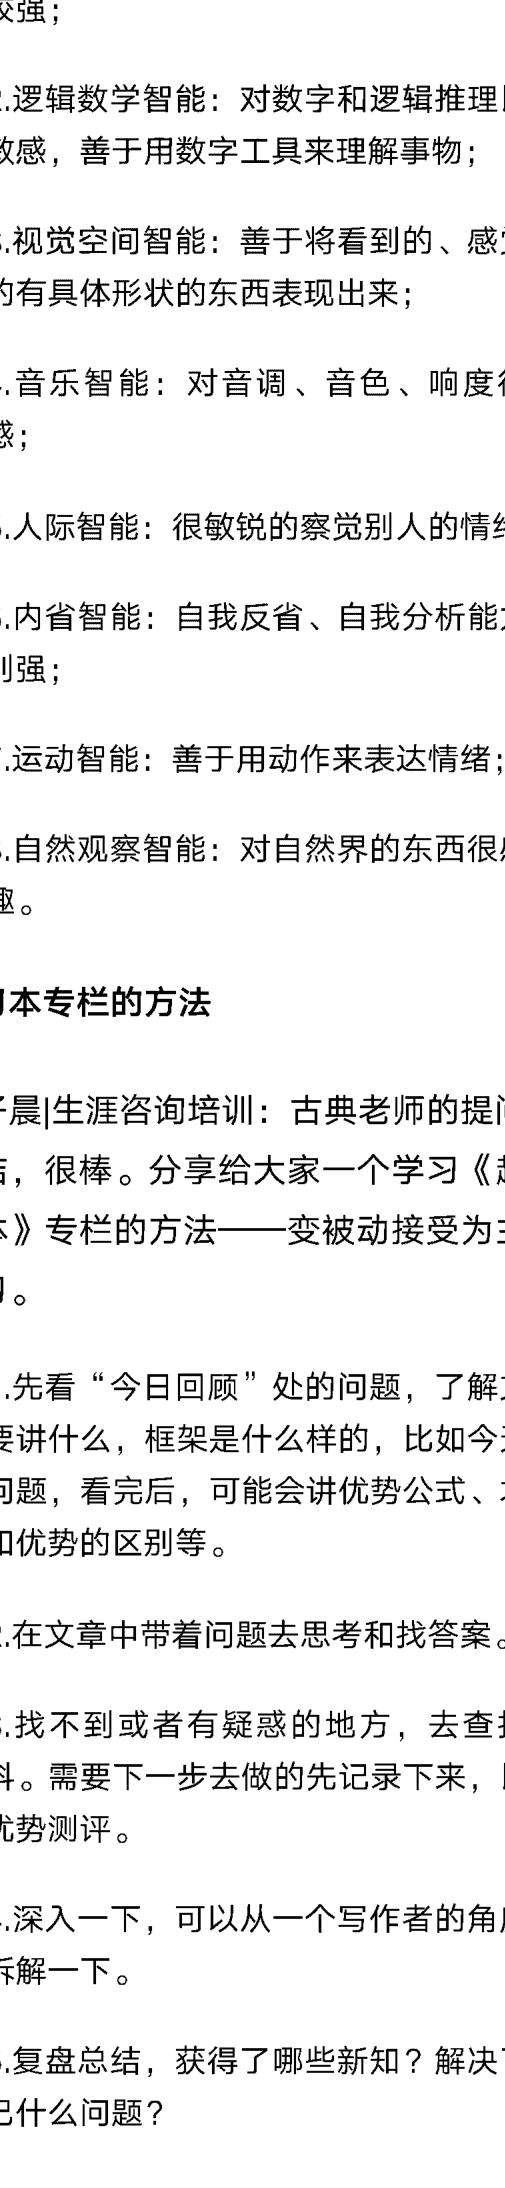 较强；
.逻辑数学智能：对数字和逻辑推理
敏感，善于用数字工具来理解事物；
.视觉空间智能：善于将看到的、感
的有具体形状的东西表现出来；
.音乐智能：对音调、音色、响度
感；
.人际智能：很敏锐的察觉别人的情
.内省智能：自我反省、自我分析能
别强；
.运动智能：善于用动作来表达情绪；
.自然观察智能：对自然界的东西很
趣。
本专栏的方法
晨|生涯咨询培训：古典老师的提
，很棒。分享给大家一个学习《
本》专栏的方法——变被动接受为
。
.先看“今日回顾”处的问题，了解
要讲什么，框架是什么样的，比如今
问题，看完后，可能会讲优势公式、
和优势的区别等。
.在文章中带着问题去思考和找答案。
.找不到或者有疑惑的地方，去查
料。需要下一步去做的先记录下来，
优势测评。
.深入一下，可以从一个写作者的角
拆解一下。
.复盘总结，获得了哪些新知？解决
己什么问题？